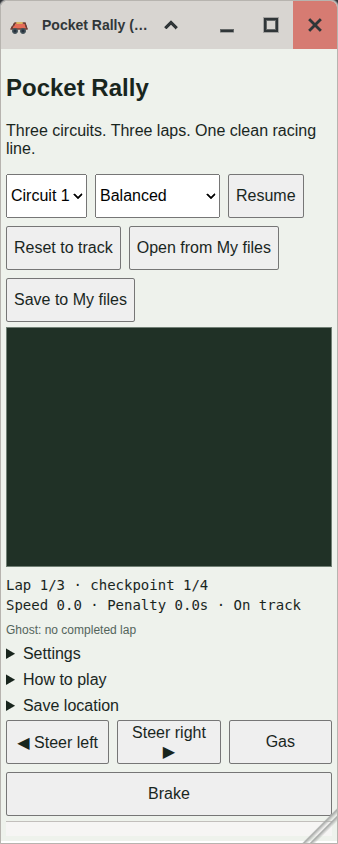 Pocket Rally (...
Pocket Rally
Three circuits. Three laps. One clean racing
line.
Circuit 1 Balanced Resume
Reset to track Open from My files
Save to My files
Lap 1/3 · checkpoint 1/4
Speed 0.0 · Penalty 0.0s · On track
Ghost: no completed lap
▶ Settings
▶ How to play
▶ Save location
◀ Steer left Steer right ▶ Gas
Brake